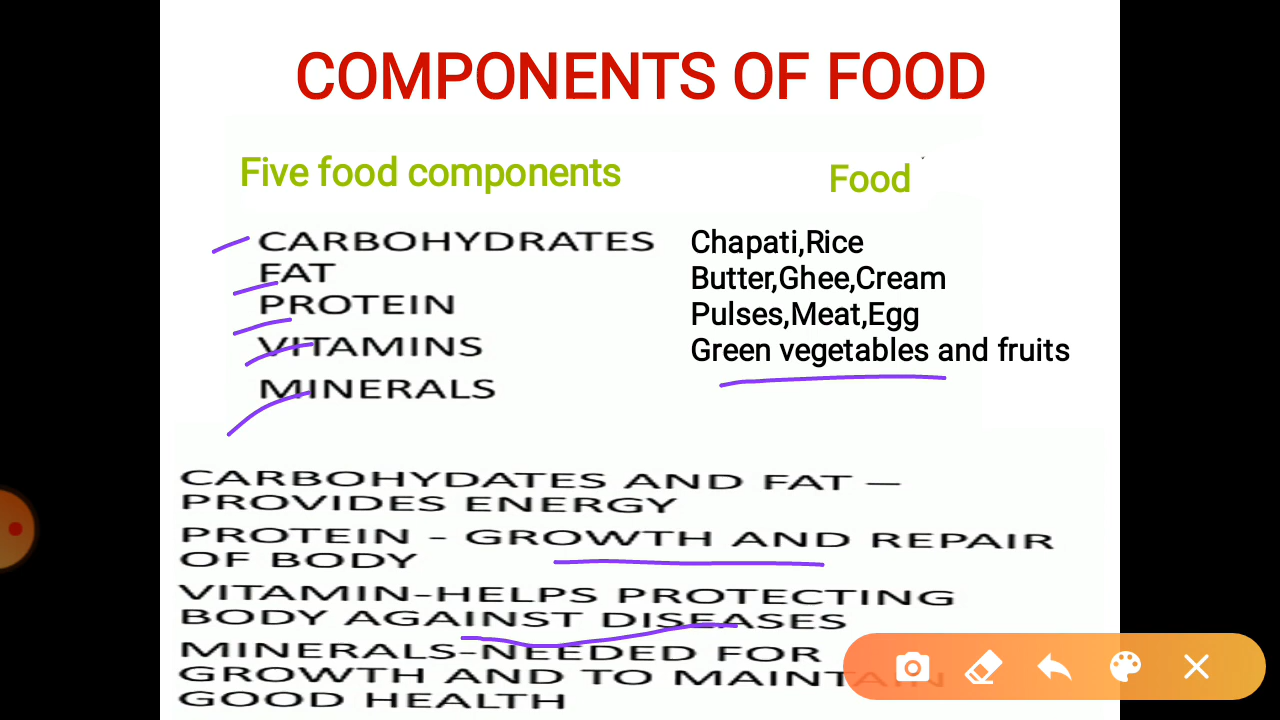 COMPONENTS OF FOOD
Five food components
Food
CARBOHYDRATES
Chapati,Rice
FAT
Butter,Ghee,Cream
PROTEIN
Pulses,Meat,Egg
VITAMINS
Green vegetables and fruits
MINERALS
CARBOHYDATES AND FAT –
PROVIDES ENERGY
PROTEIN – GROWTH AND REPAIR
OF BODY
VITAMIN-HELPS PROTECTING
BODY AGAINST DISEASES
MINERALS-NEEDED FOR
GROWTH AND TO MAINTAIN
GOOD HEALTH